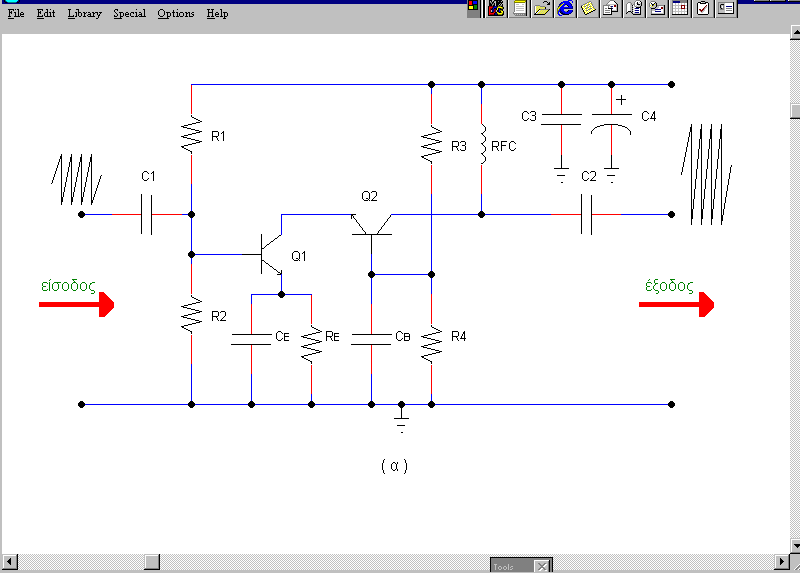 File Edit Library Special Options Help
R1
R3
RFC
C3
+
C4
C1
C2
Q2
Q1
είσοδος
έξοδος
R2
CE
RE
CB
R4
( α )
Tools